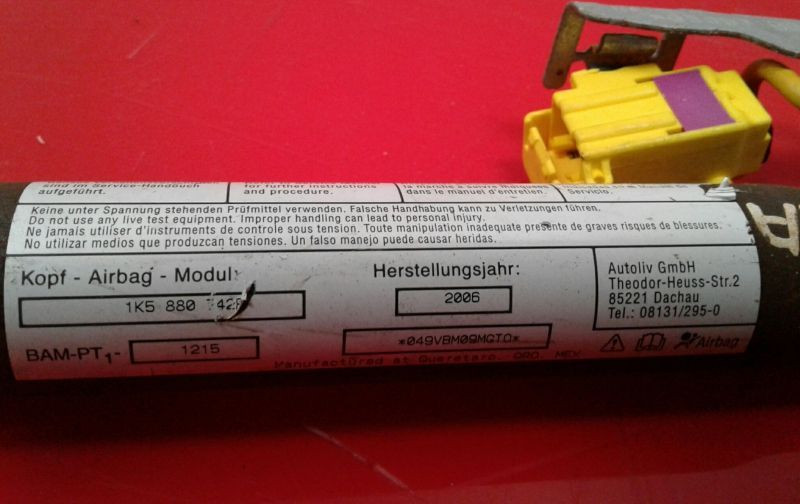 sind im Service-Handbuch
aufgeführt.
for further instructions
and procedure.
la marche à suivre
dans le manuel d'entretien.
Servicio.
Keine unter Spannung stehenden Prüfmittel verwenden. Falsche Handhabung kann zu Verletzungen führen.
Do not use any live test equipment. Improper handling can lead to personal injury.
Ne jamais utiliser d'instruments de controle sous tension. Toute manipulation inadequate presente de graves risques de blessures.
No utilizar medios que produzcan tensiones. Un falso manejo puede causar heridas.
Kopf - Airbag - Modul:
1K5 880 742
Herstellungsjahr:
2006
Autoliv GmbH
Theodor-Heuss-Str.2
85221 Dachau
Tel.: 08131/295-0
BAM-PT1-
1215
*049VBM09MGTQ*
Airbag
Manufactured at Queretaro. QRO. MEX
A